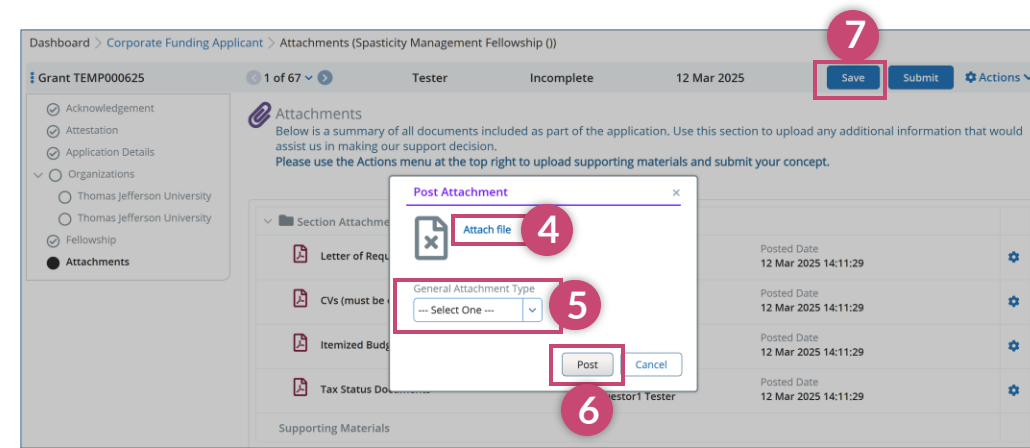 7
Dashboard > Corporate Funding Applicant > Attachments (Spasticity Management Fellowship ())
Grant TEMP000625
1 of 67
Tester
Incomplete
12 Mar 2025
Save
Submit
Actions
Acknowledgement
Attestation
Application Details
Organizations
Thomas Jefferson University
Thomas Jefferson University
Fellowship
Attachments
Attachments
Below is a summary of all documents included as part of the application. Use this section to upload any additional information that would
assist us in making our support decision.
Please use the Actions menu at the top right to upload supporting materials and submit your concept.
Post Attachment
×
Attach file
4
General Attachment Type
--- Select One ---
5
Post
Cancel
6
Section Attachme
Letter of Requ
Posted Date
12 Mar 2025 14:11:29
CVs (must be
Posted Date
12 Mar 2025 14:11:29
Itemized Budg
Posted Date
12 Mar 2025 14:11:29
Tax Status
estor1 Tester
Posted Date
12 Mar 2025 14:11:29
Supporting Materials